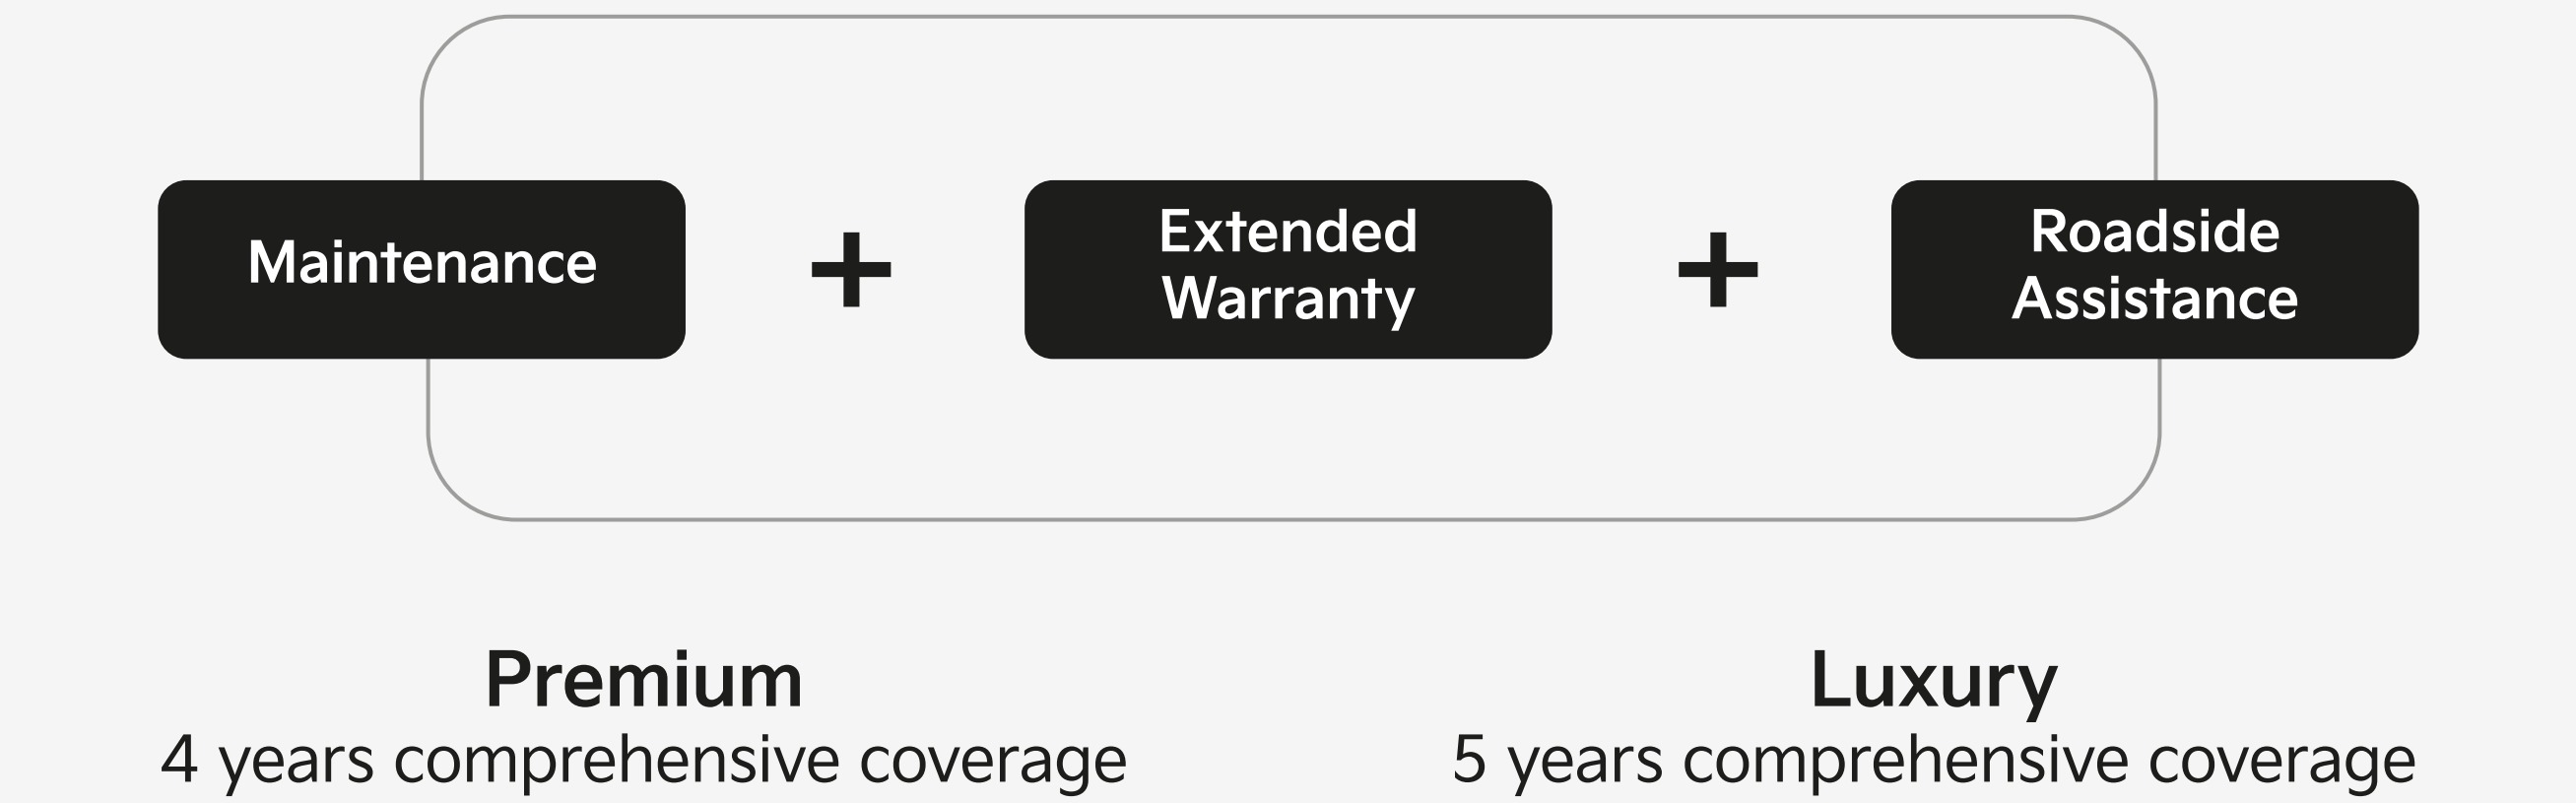 Maintenance
+
Extended
Warranty
+
Roadside
Assistance
Premium
4 years comprehensive coverage
Luxury
5 years comprehensive coverage